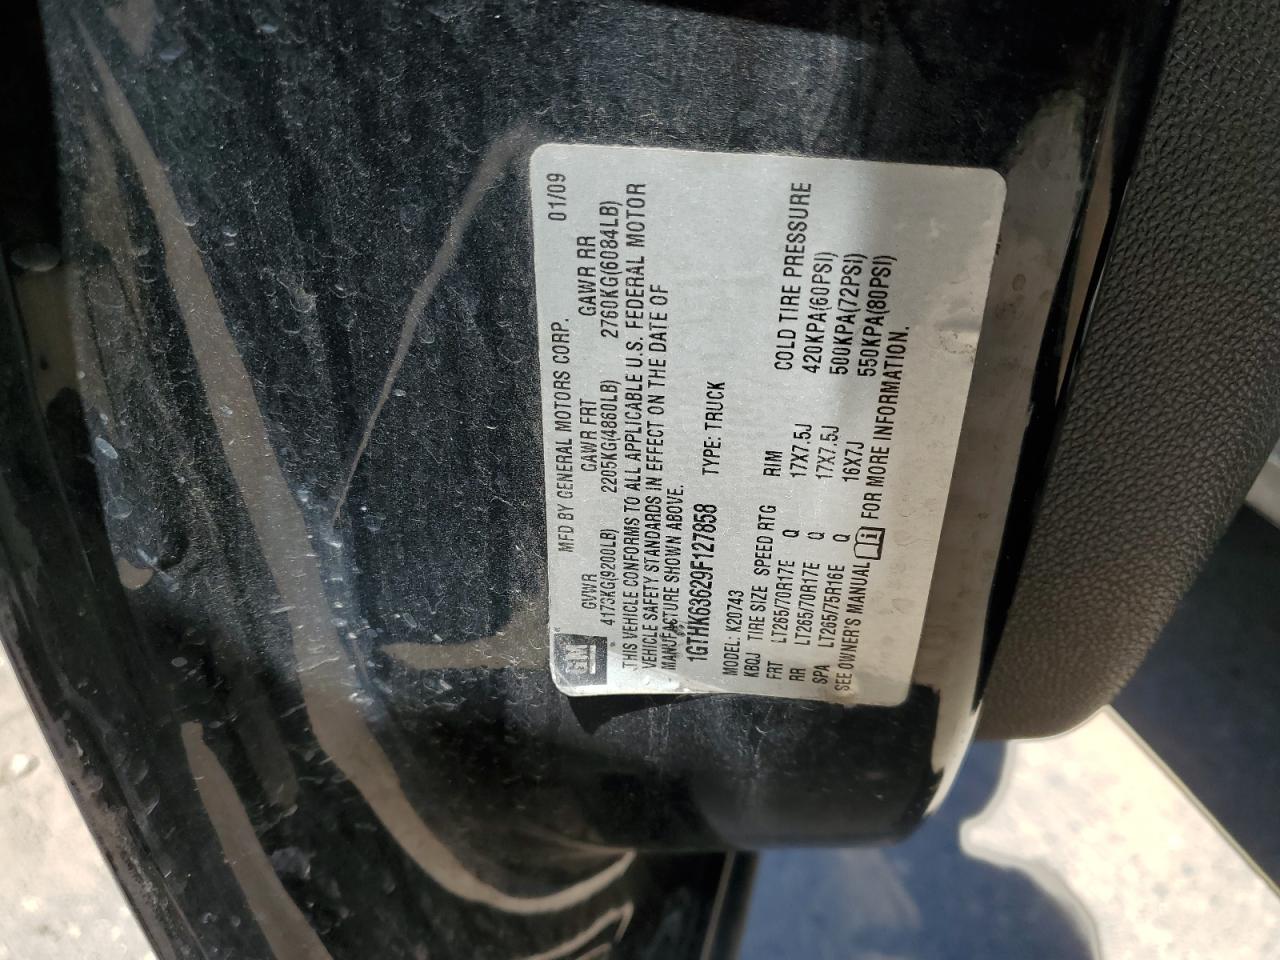 GM
MFD BY GENERAL MOTORS CORP. 01/09
GVWR GAWR FRT GAWR RR
4173KG(9200LB) 2205KG(4860LB) 2760KG(6084LB)
THIS VEHICLE CONFORMS TO ALL APPLICABLE U.S. FEDERAL MOTOR
VEHICLE SAFETY STANDARDS IN EFFECT ON THE DATE OF
MANUFACTURE SHOWN ABOVE.
1GTHK63629F127858 TYPE: TRUCK
MODEL: K20743
KBQJ TIRE SIZE SPEED RTG RIM COLD TIRE PRESSURE
FRT LT265/70R17E Q 17X7.5J 420KPA(60PSI)
RR LT265/70R17E Q 17X7.5J 500KPA(72PSI)
SPA LT265/75R16E Q 16X7J 550KPA(80PSI)
SEE OWNER'S MANUAL FOR MORE INFORMATION.